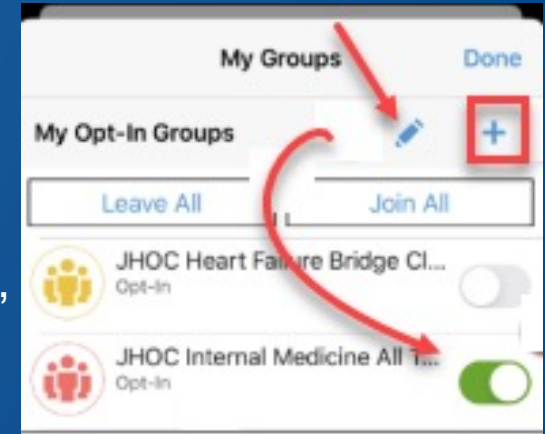 My Groups Done
My Opt-In Groups +
Leave All Join All
JHOC Heart Failure Bridge Cl...
Opt-In
,
JHOC Internal Medicine All T...
Opt-In